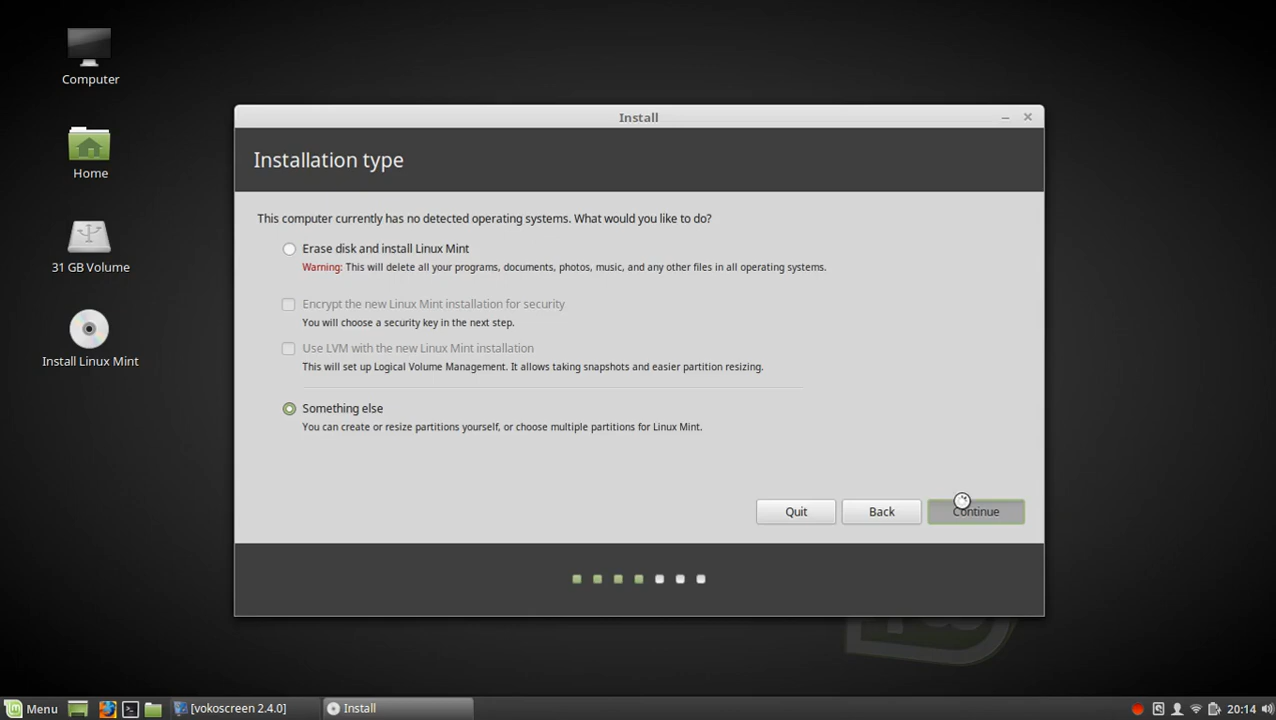 Computer
Home
31 GB Volume
Install Linux Mint
Install
Installation type
This computer currently has no detected operating systems. What would you like to do?
Erase disk and install Linux Mint
Warning: This will delete all your programs, documents, photos, music, and any other files in all operating systems.
Encrypt the new Linux Mint installation for security
You will choose a security key in the next step.
Use LVM with the new Linux Mint installation
This will set up Logical Volume Management. It allows taking snapshots and easier partition resizing.
Something else
You can create or resize partitions yourself, or choose multiple partitions for Linux Mint.
Quit Back Continue
Menu [vokoscreen 2.4.0] Install 20:14